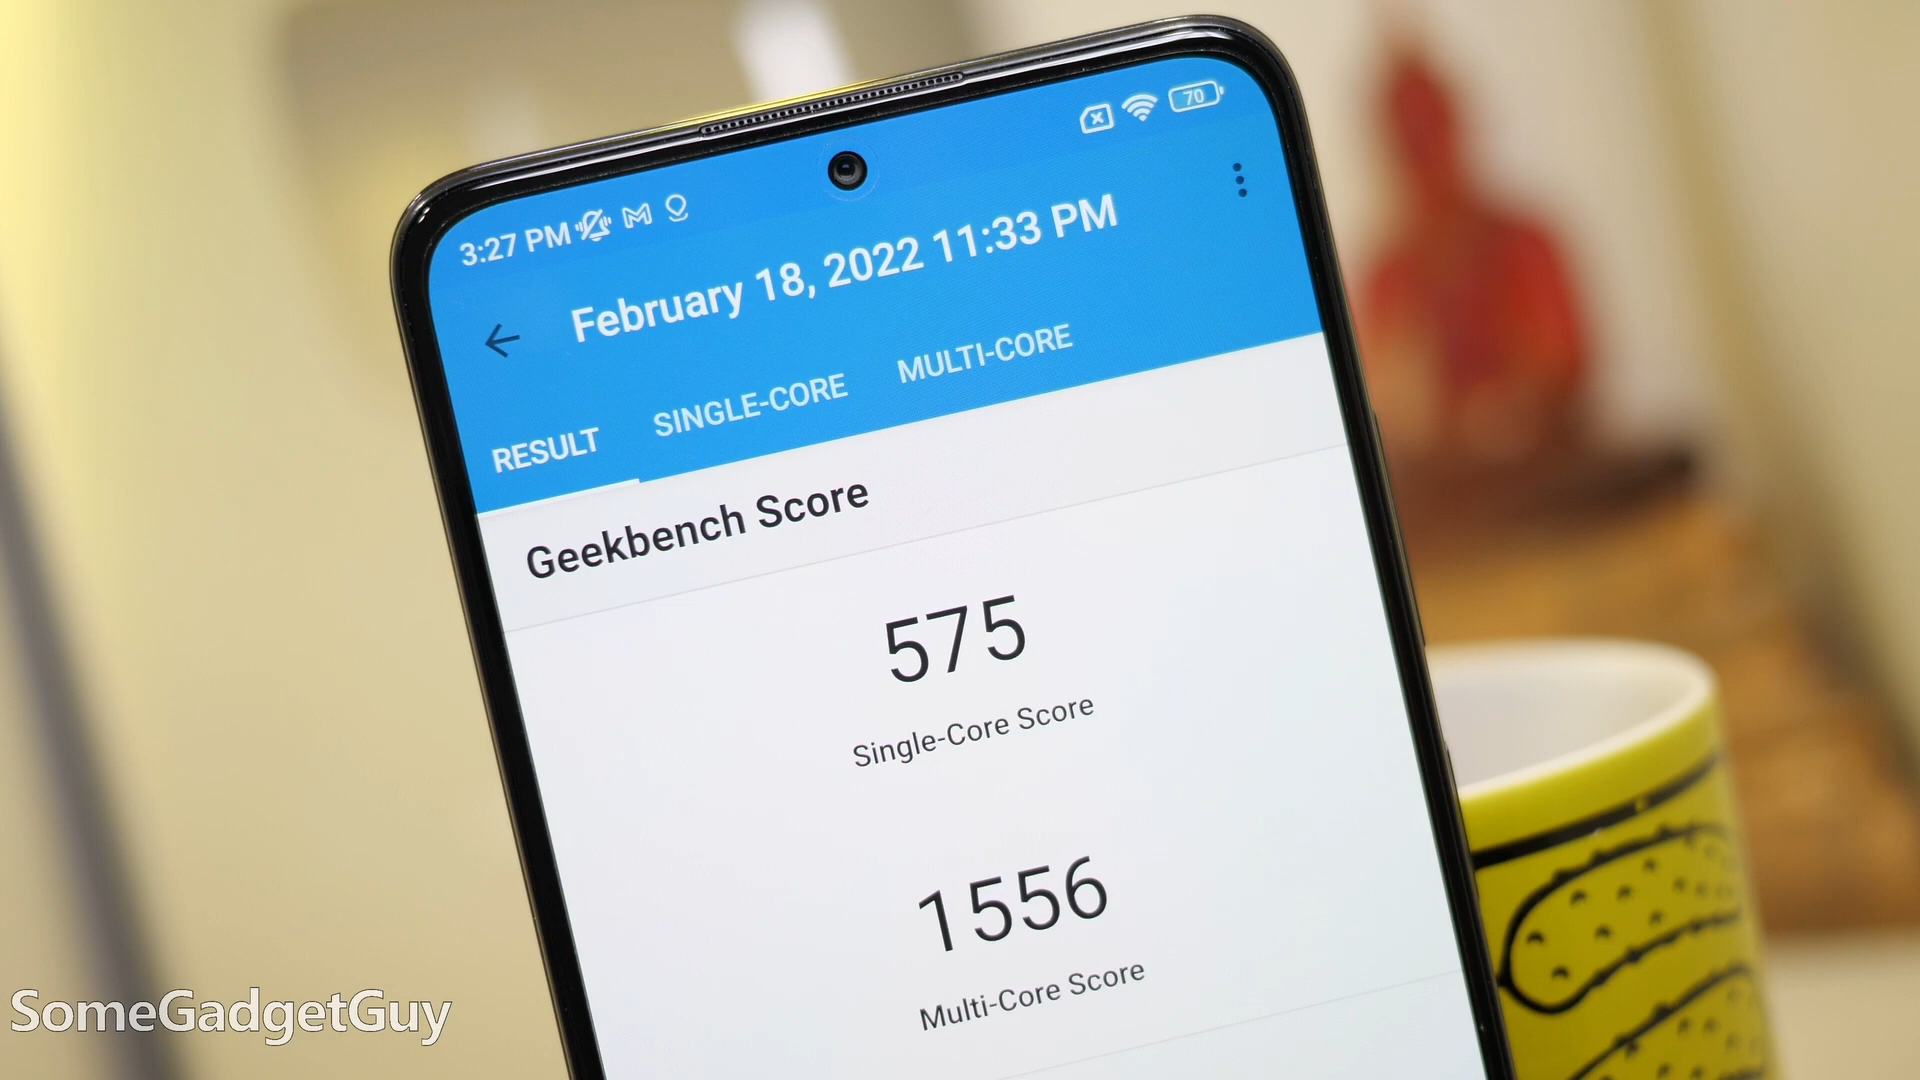 3:27 PM
70
February 18, 2022 11:33 PM
RESULT
SINGLE-CORE
MULTI-CORE
Geekbench Score
575
Single-Core Score
1556
Multi-Core Score
SomeGadgetGuy